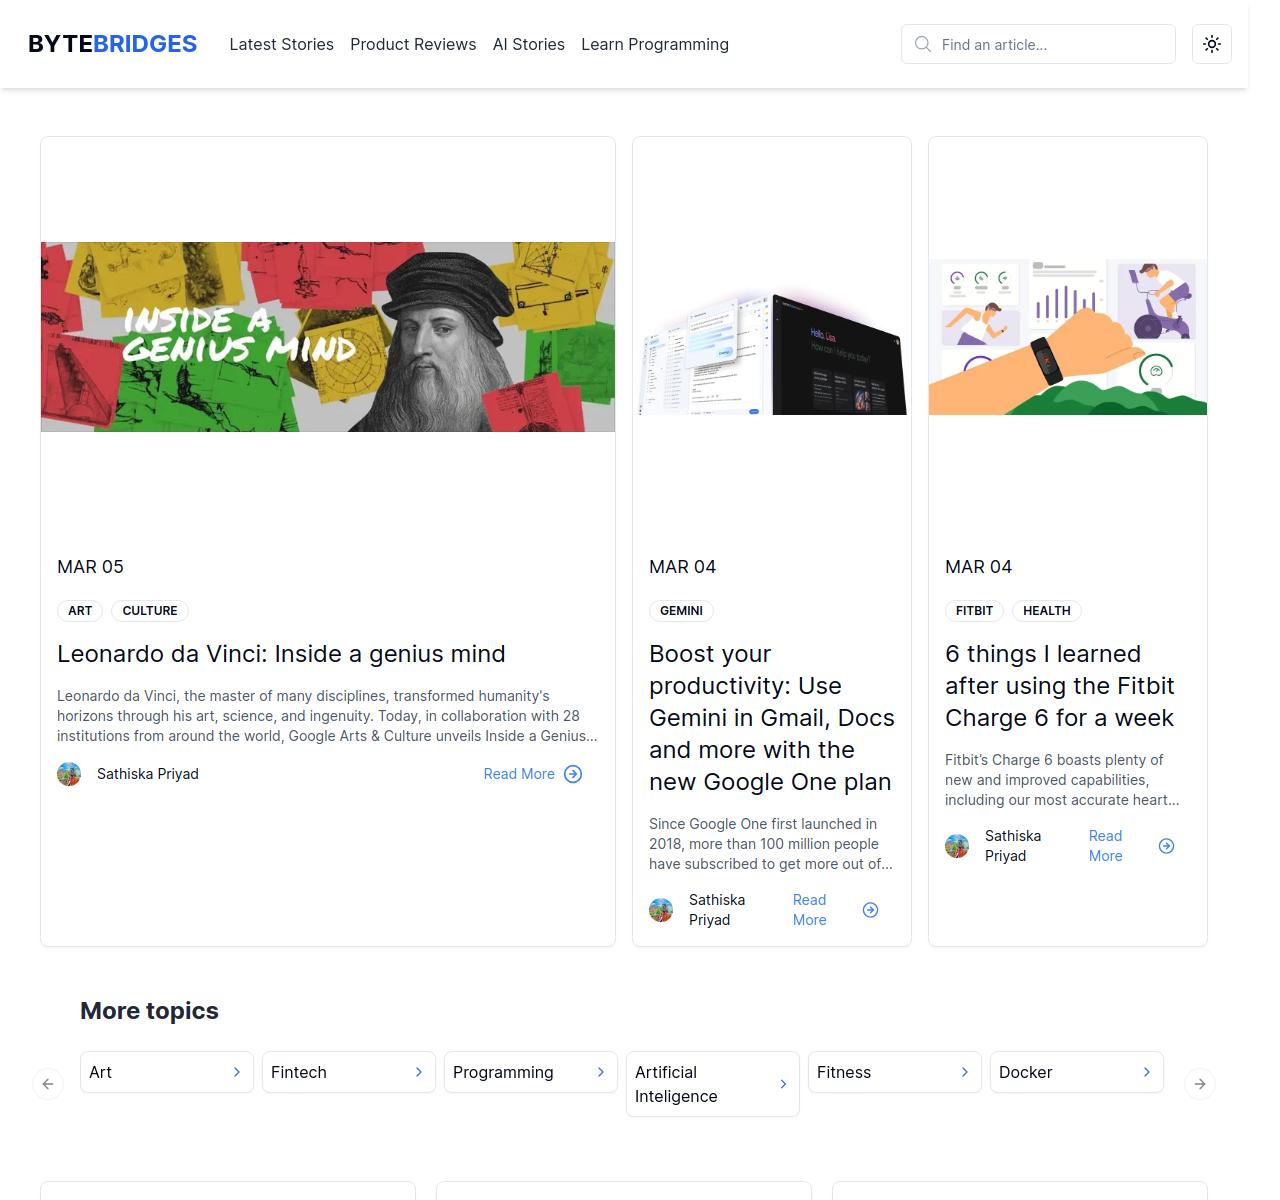 BYTEBRIDGES
Latest Stories
Product Reviews
AI Stories
Learn Programming
Find an article...
INSIDE A
GENIUS MIND
MAR 05
ART
CULTURE
Leonardo da Vinci: Inside a genius mind
Leonardo da Vinci, the master of many disciplines, transformed humanity's
horizons through his art, science, and ingenuity. Today, in collaboration with 28
institutions from around the world, Google Arts & Culture unveils Inside a Genius...
Sathiska Priyad
Read More
Hello, Lisa.
How can I help you today?
MAR 04
GEMINI
Boost your
productivity: Use
Gemini in Gmail, Docs
and more with the
new Google One plan
Since Google One first launched in
2018, more than 100 million people
have subscribed to get more out of...
Sathiska
Priyad
Read
More
MAR 04
FITBIT
HEALTH
6 things I learned
after using the Fitbit
Charge 6 for a week
Fitbit’s Charge 6 boasts plenty of
new and improved capabilities,
including our most accurate heart...
Sathiska
Priyad
Read
More
More topics
Art
Fintech
Programming
Artificial
Inteligence
Fitness
Docker